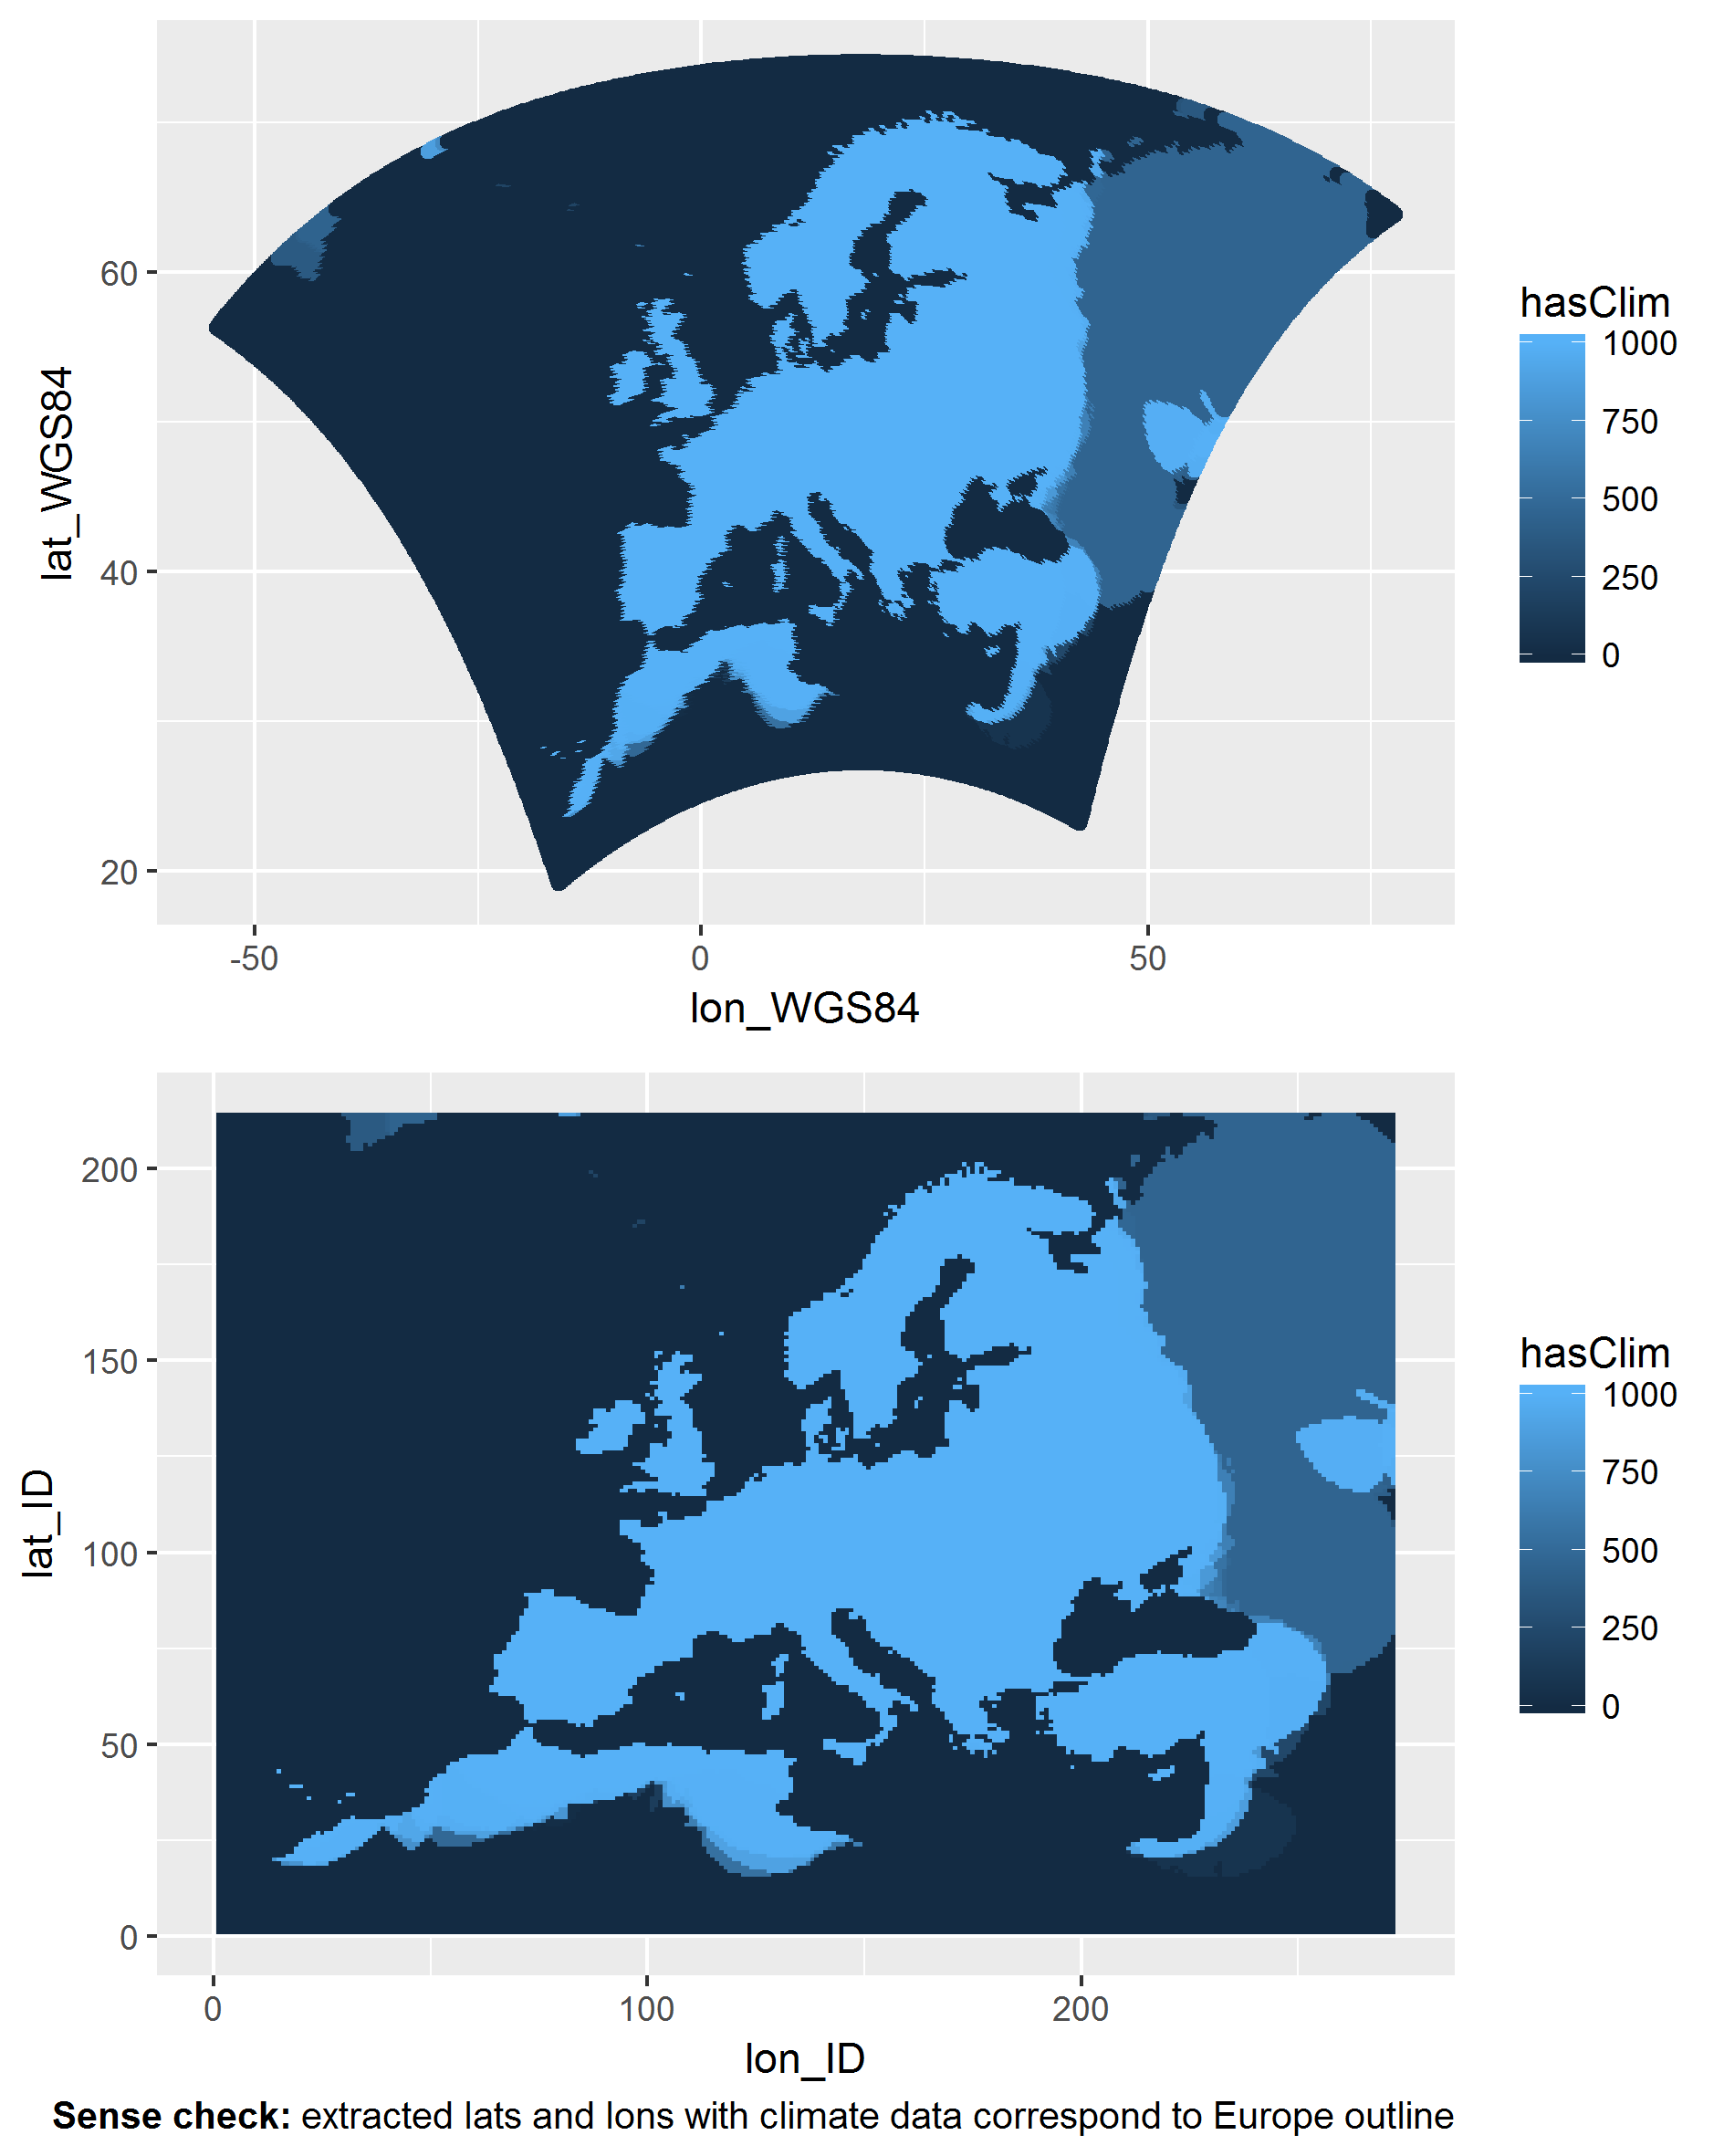 60
40
20
lat_WGS84
-50 0 50
lon_WGS84
hasClim
1000
750
500
250
0
200
150
100
50
0
lat_ID
0 100 200
lon_ID
hasClim
1000
750
500
250
0
Sense check: extracted lats and lons with climate data correspond to Europe outline